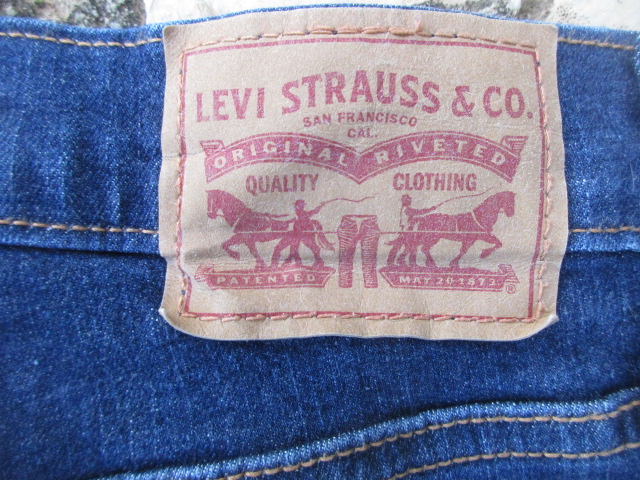 LEVI STRAUSS & CO.
SAN FRANCISCO
CAL.
ORIGINAL RIVETED
QUALITY CLOTHING
PATENTED MAY 20 1873
®